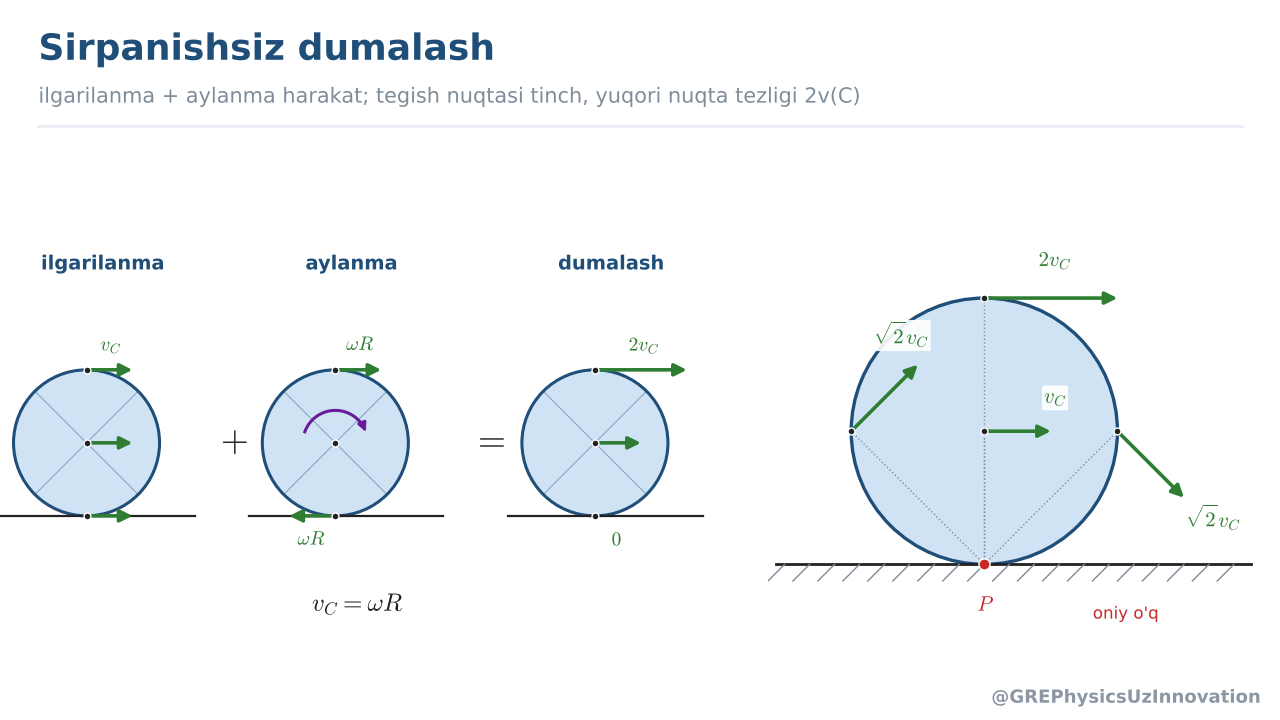 Sirpanishsiz dumalash
ilgarilanma + aylanma harakat; tegish nuqtasi tinch, yuqori nuqta tezligi 2v(C)
ilgarilanma
aylanma
dumalash
v_C
ωR
2v_C
+
=
ωR
0
v_C = ωR
2v_C
√2 v_C
v_C
√2 v_C
P
oniy o'q
@GREPhysicsUzInnovation